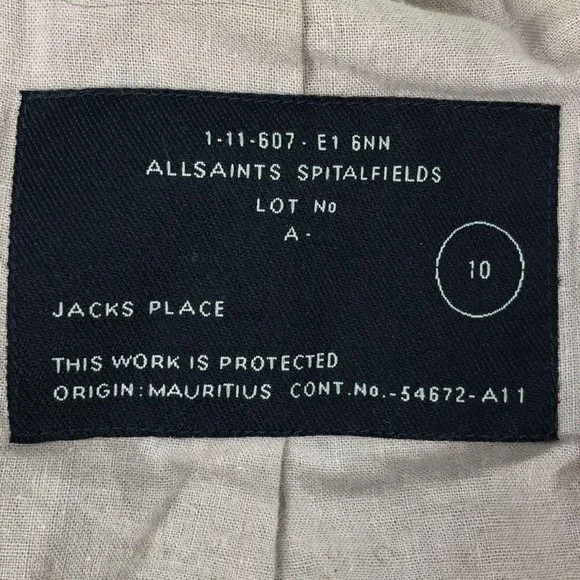 1-11-607- E1 6NN
ALLSAINTS SPITALFIELDS
LOT No
A-
10
JACKS PLACE
THIS WORK IS PROTECTED
ORIGIN: MAURITIUS CONT.No.-54672-A11